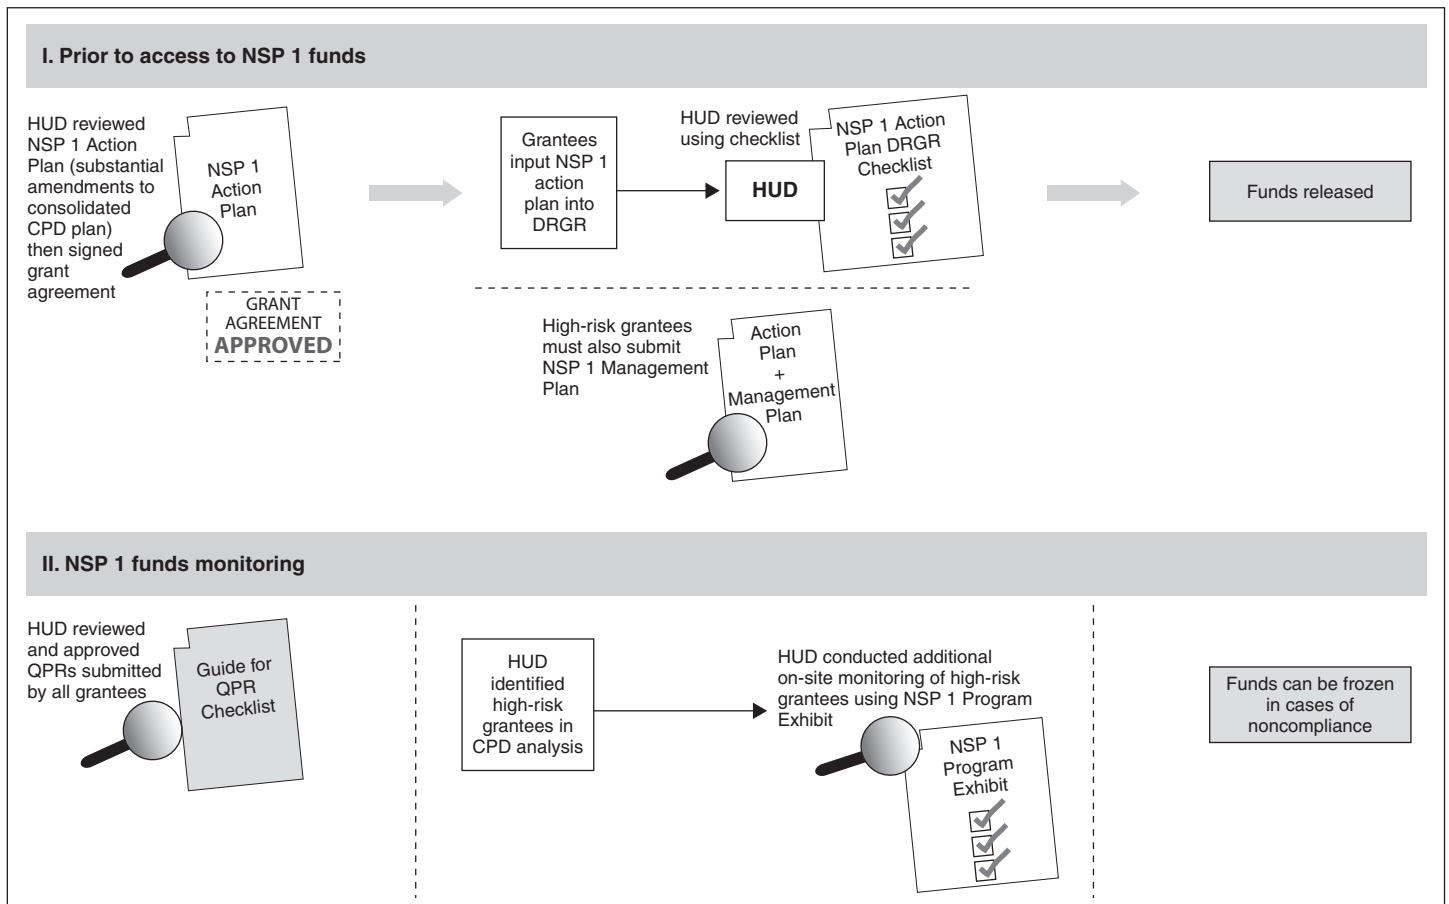 I. Prior to access to NSP 1 funds
HUD reviewed
NSP 1 Action
Plan (substantial
amendments to
consolidated
CPD plan)
then signed
grant
agreement
NSP 1
Action
Plan
GRANT
AGREEMENT
APPROVED
Grantees
input NSP 1
action
plan into
DRGR
HUD reviewed
using checklist
HUD
NSP 1 Action
Plan DRGR
Checklist
Funds released
High-risk grantees
must also submit
NSP 1 Management
Plan
Action
Plan
+
Management
Plan
II. NSP 1 funds monitoring
HUD reviewed
and approved
QPRs submitted
by all grantees
Guide for
QPR
Checklist
HUD
identified
high-risk
grantees in
CPD analysis
HUD conducted additional
on-site monitoring of high-risk
grantees using NSP 1 Program
Exhibit
NSP 1
Program
Exhibit
Funds can be frozen
in cases of
noncompliance